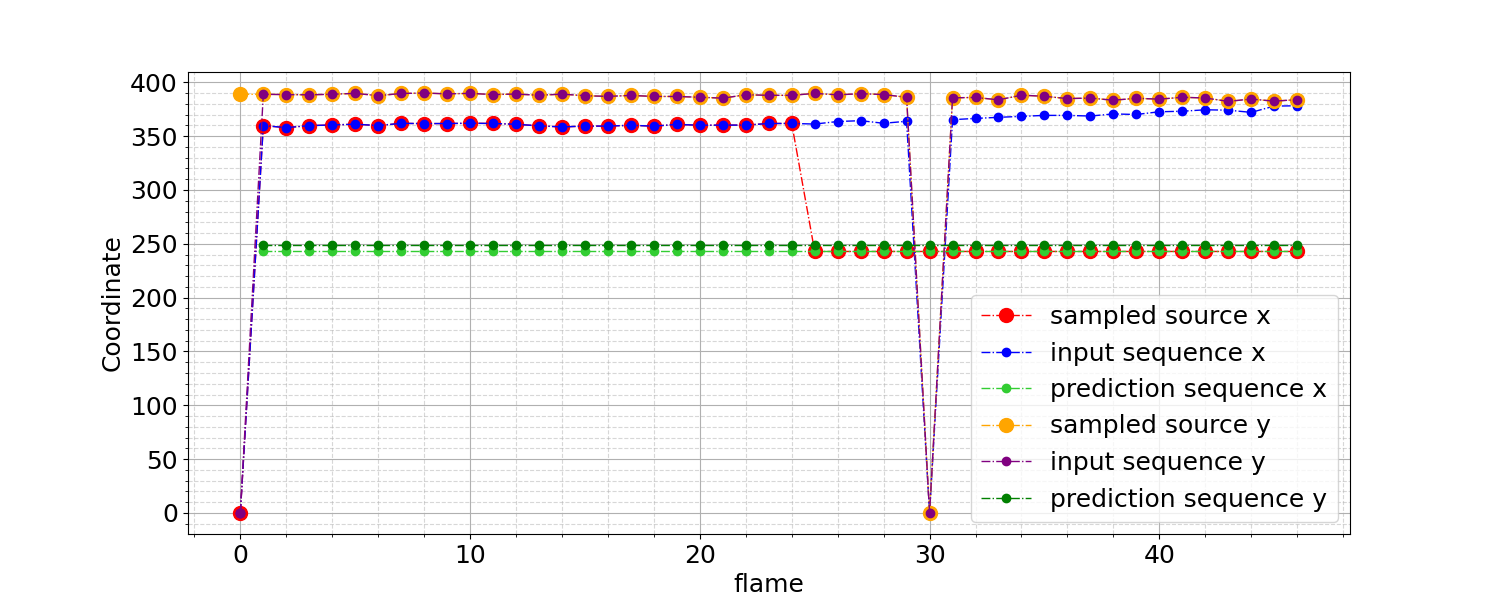 400
350
300
250
200
150
100
50
0
Coordinate
0 10 20 30 40
flame
sampled source x
input sequence x
prediction sequence x
sampled source y
input sequence y
prediction sequence y